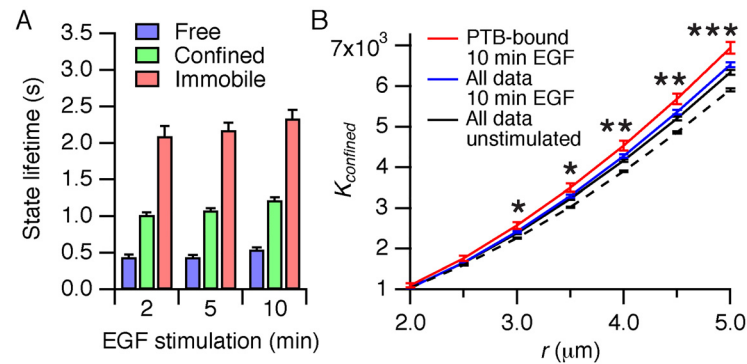 A
3.5
3.0
2.5
2.0
1.5
1.0
0.5
0.0
State lifetime (s)
Free
Confined
Immobile
2
5
10
EGF stimulation (min)
B
7x10³
6
5
4
3
2
1
K confined
PTB-bound
10 min EGF
All data
10 min EGF
All data
unstimulated
*
*
**
**
***
2.0
3.0
4.0
5.0
r (μm)